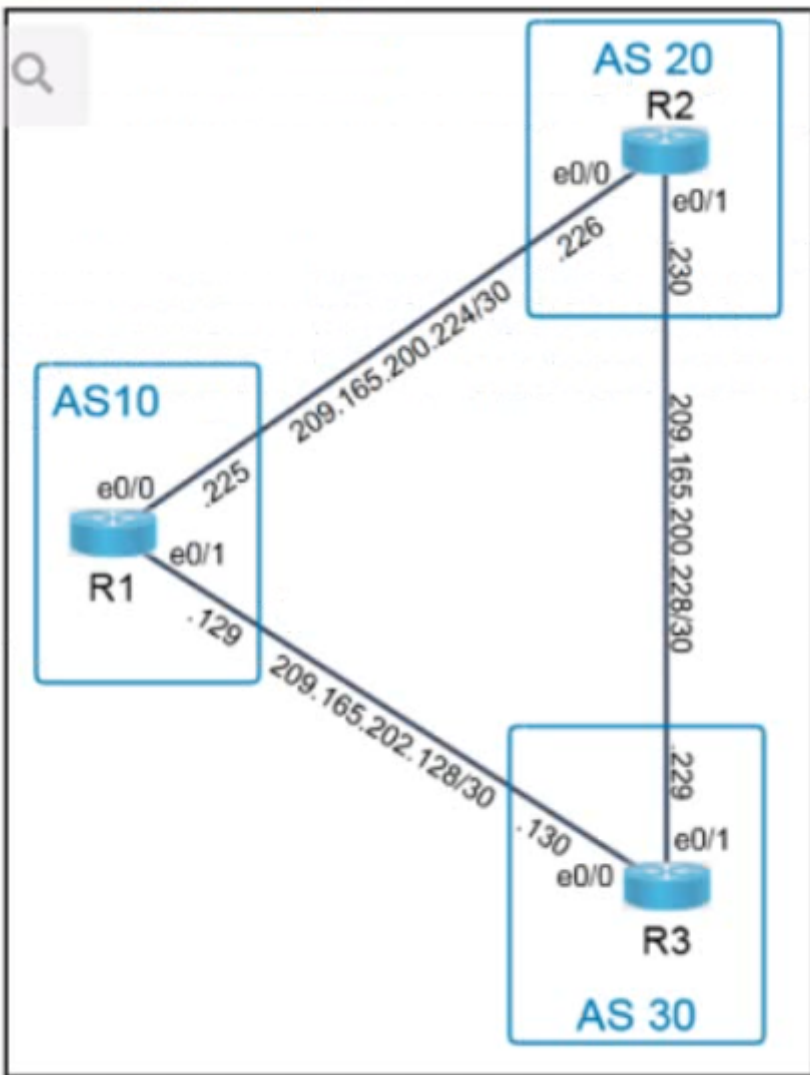 AS 20
R2
e0/0
e0/1
.226
.230
209.165.200.224/30
AS10
209.165.200.228/30
.225
e0/0
e0/1
R1
.129
209.165.202.128/30
.229
.130
e0/1
e0/0
R3
AS 30